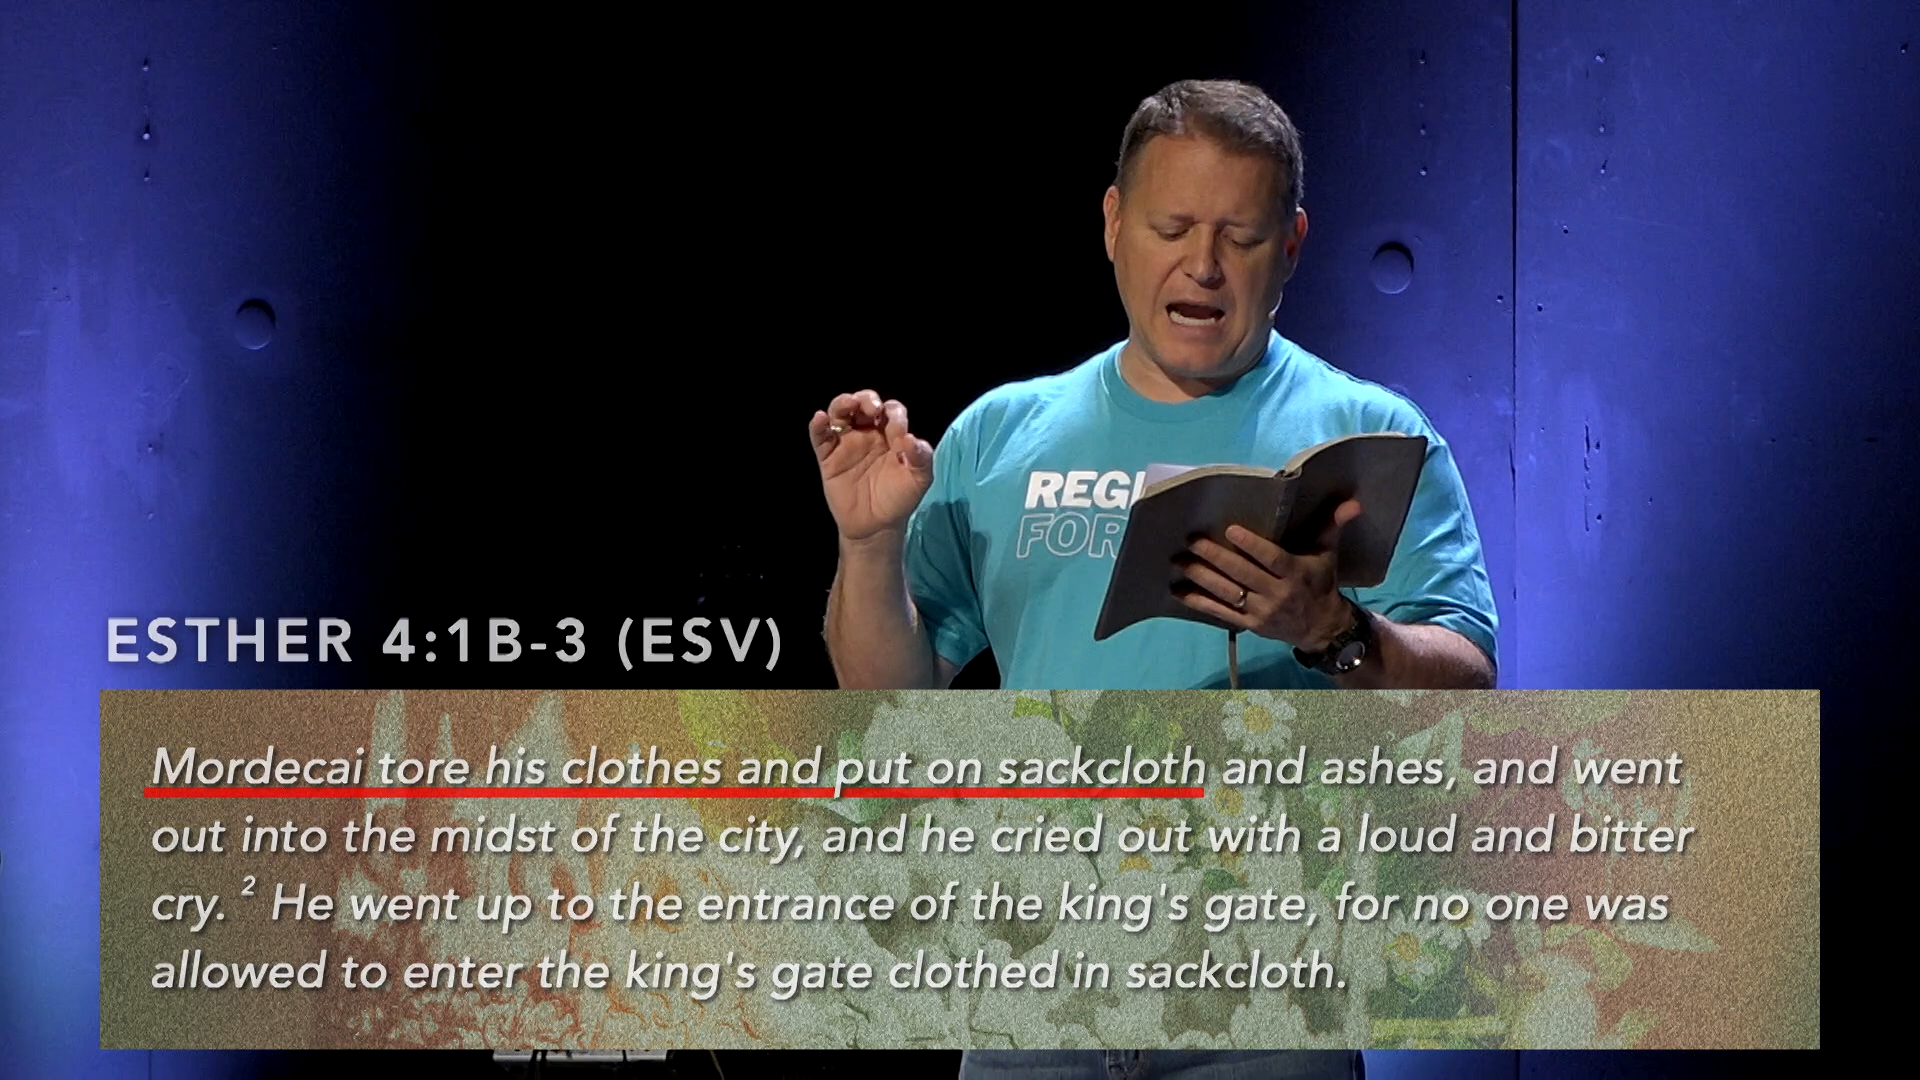 REGI
FOR
ESTHER 4:1B-3 (ESV)
Mordecai tore his clothes and put on sackcloth and ashes, and went
out into the midst of the city, and he cried out with a loud and bitter
cry. ² He went up to the entrance of the king's gate, for no one was
allowed to enter the king's gate clothed in sackcloth.